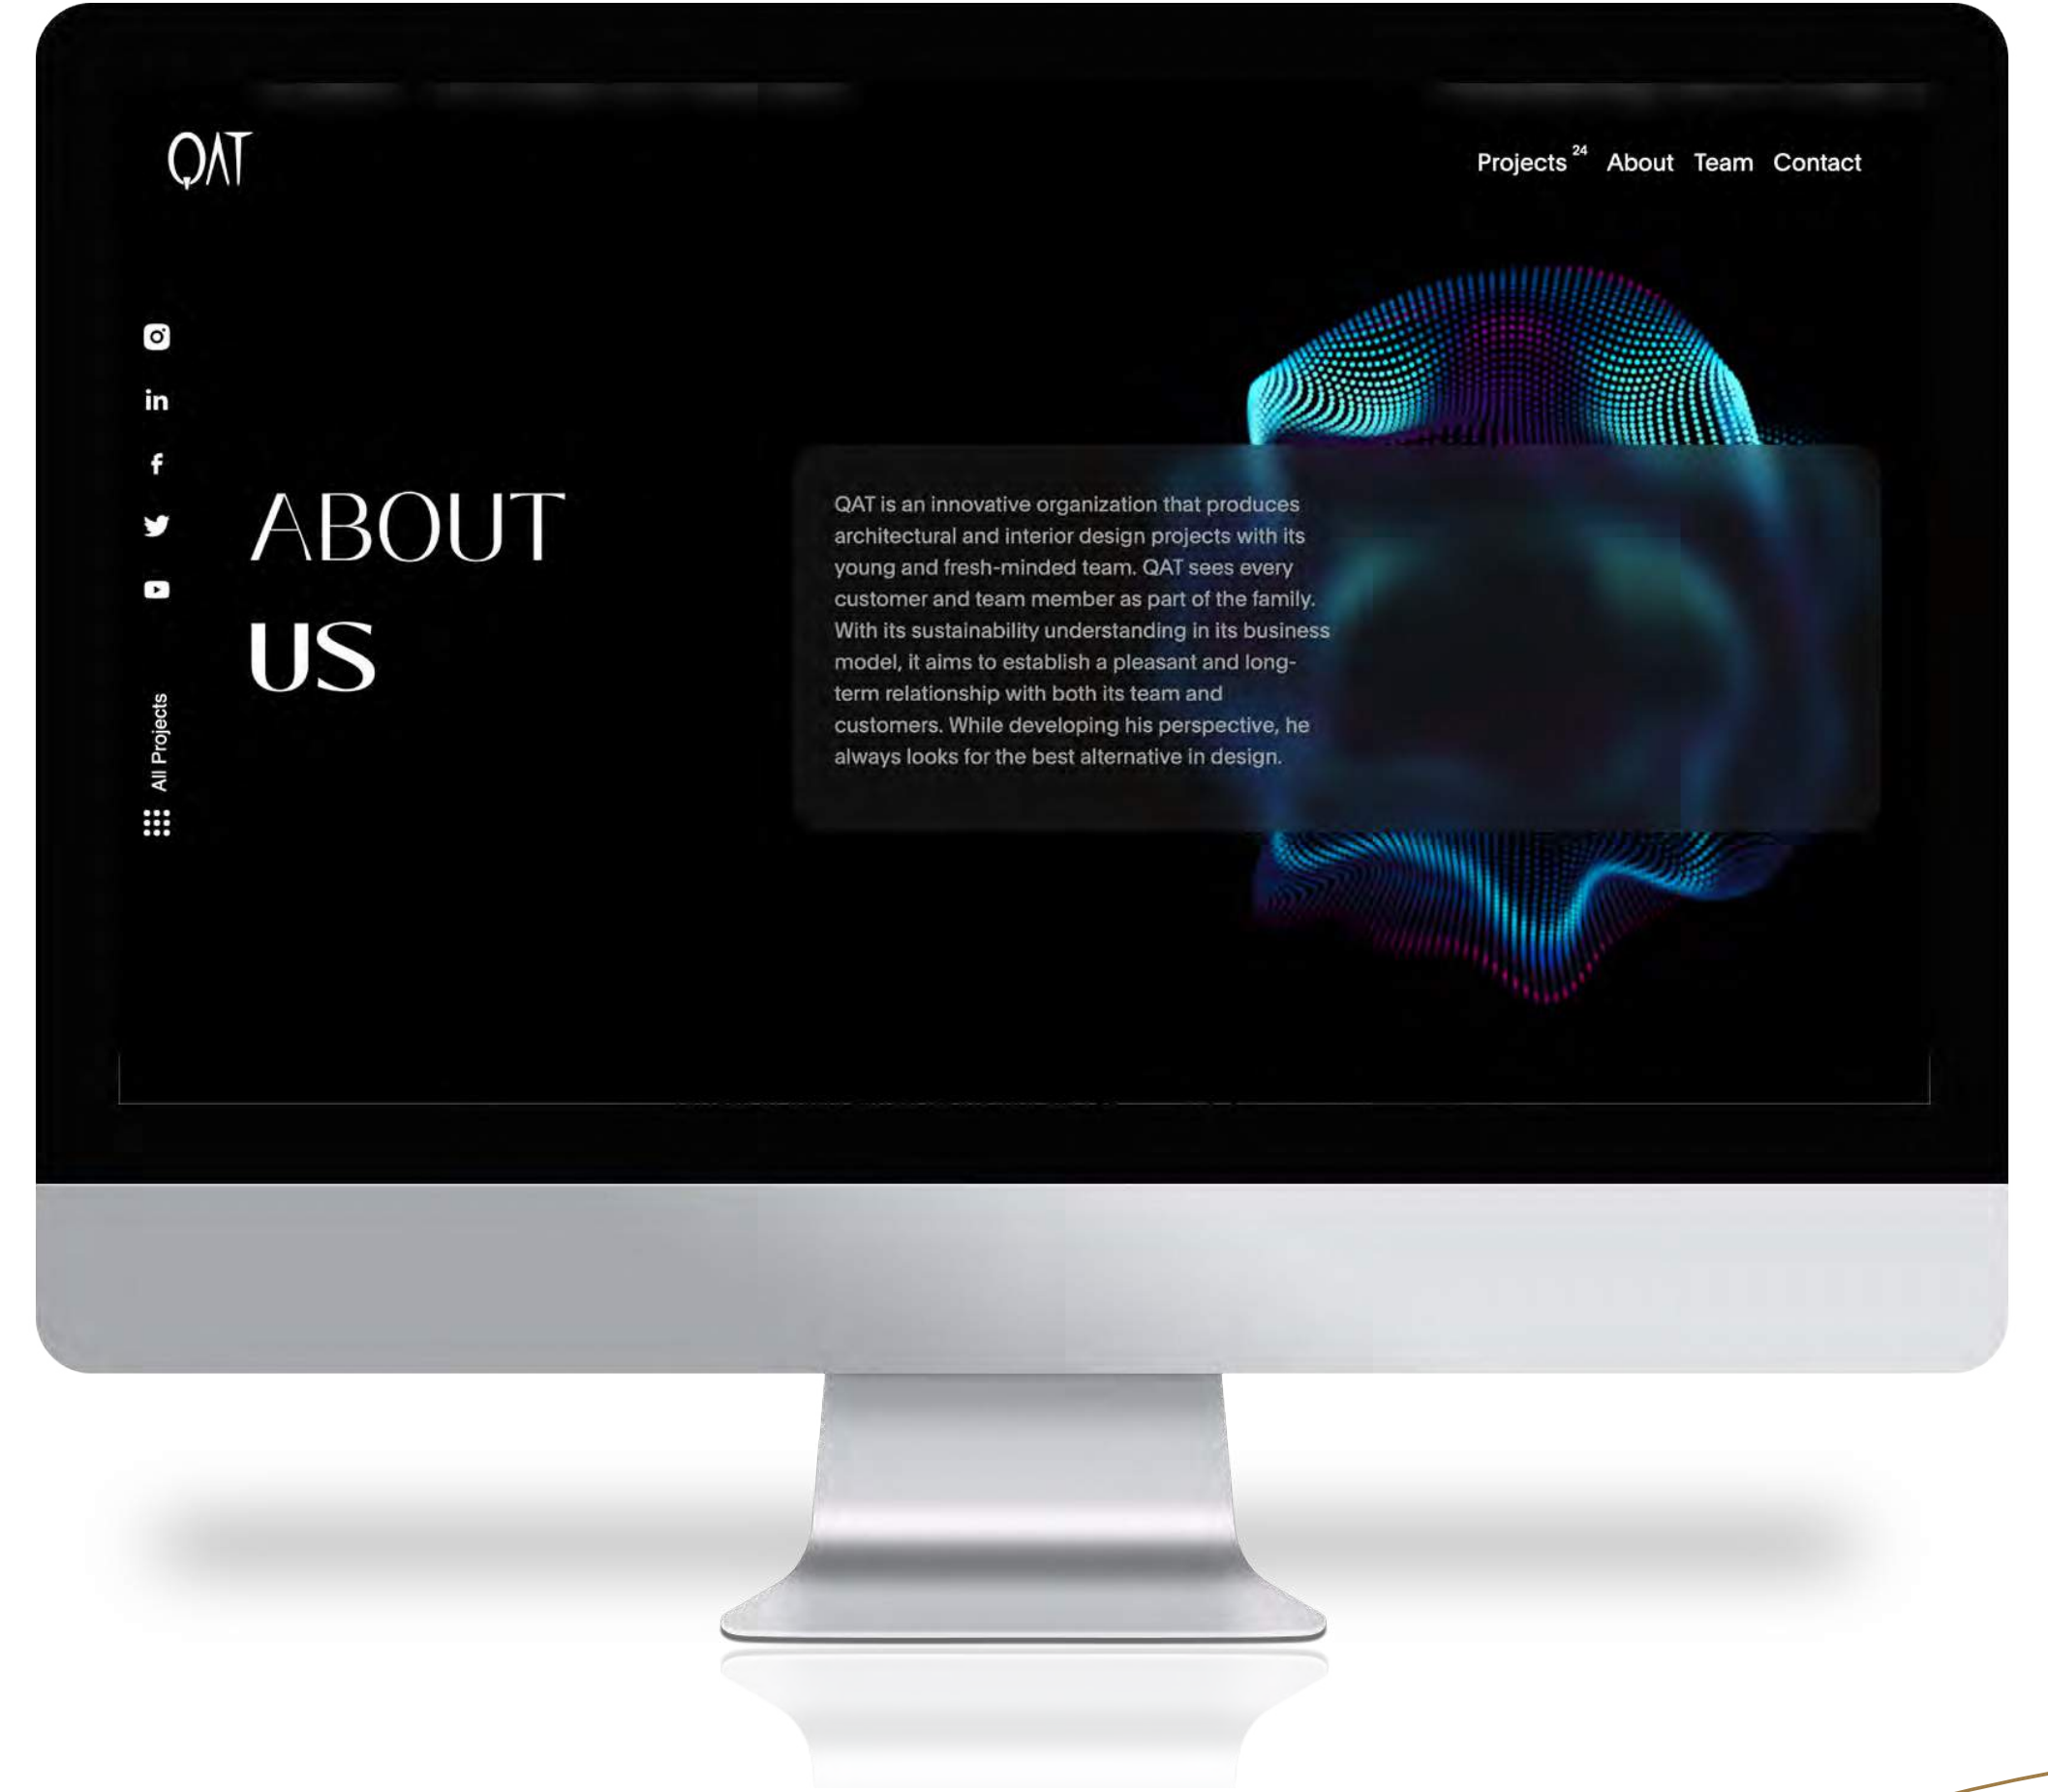 QAT
Projects 24 About Team Contact
ABOUT
US
All Projects
QAT is an innovative organization that produces
architectural and interior design projects with its
young and fresh-minded team. QAT sees every
customer and team member as part of the family.
With its sustainability understanding in its business
model, it aims to establish a pleasant and long-
term relationship with both its team and
customers. While developing his perspective, he
always looks for the best alternative in design.